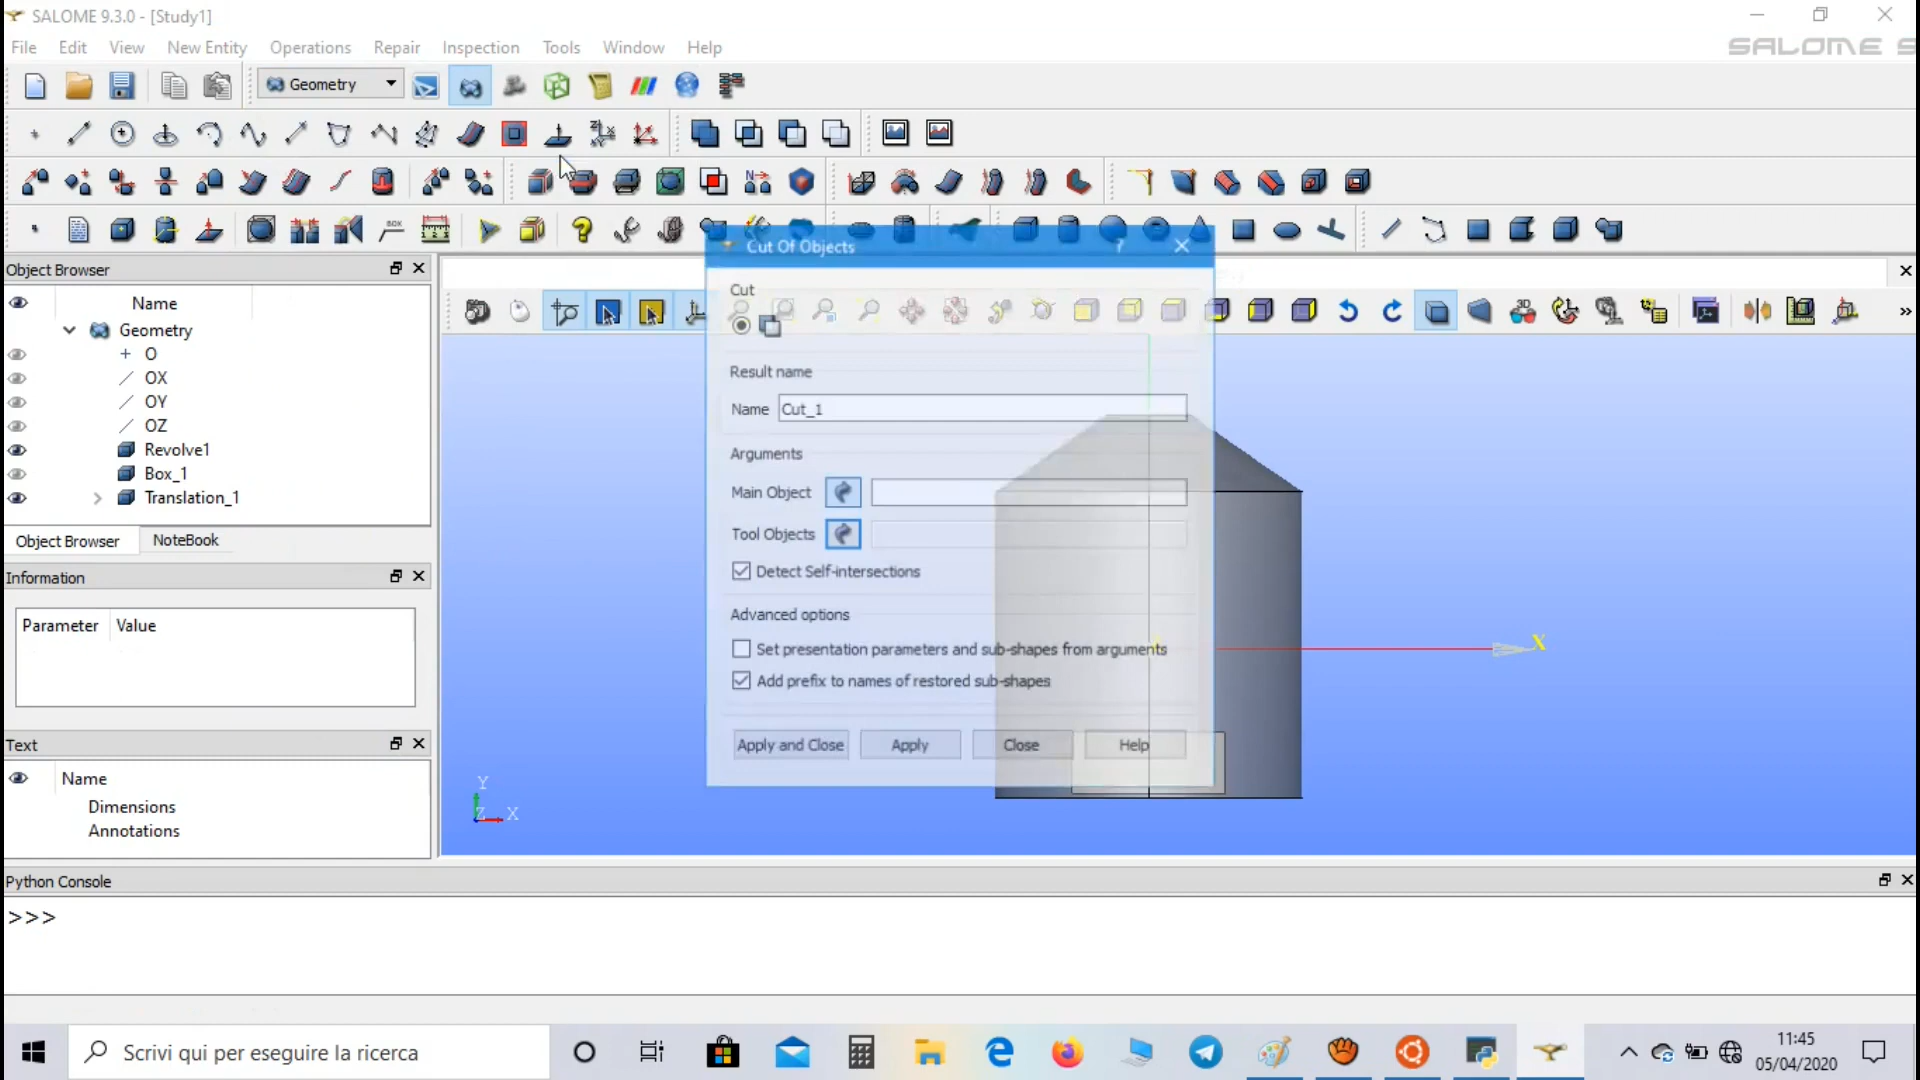 SALOME 9.3.0 - [Study1]
File Edit View New Entity Operations Repair Inspection Tools Window Help
SALOME S
Geometry
BOX
Object Browser
Name
Geometry
O
OX
OY
OZ
Revolve1
Box_1
Translation_1
Object Browser NoteBook
Information
Parameter Value
Text
Name
Dimensions
Annotations
Cut Of Objects ?
Cut
Result name
Name Cut_1
Arguments
Main Object
Tool Objects
Detect Self-intersections
Advanced options
Set presentation parameters and sub-shapes from arguments
Add prefix to names of restored sub-shapes
Apply and Close Apply Close Help
X
Y
Z
X
Python Console
>>>
Scrivi qui per eseguire la ricerca
11:45
05/04/2020